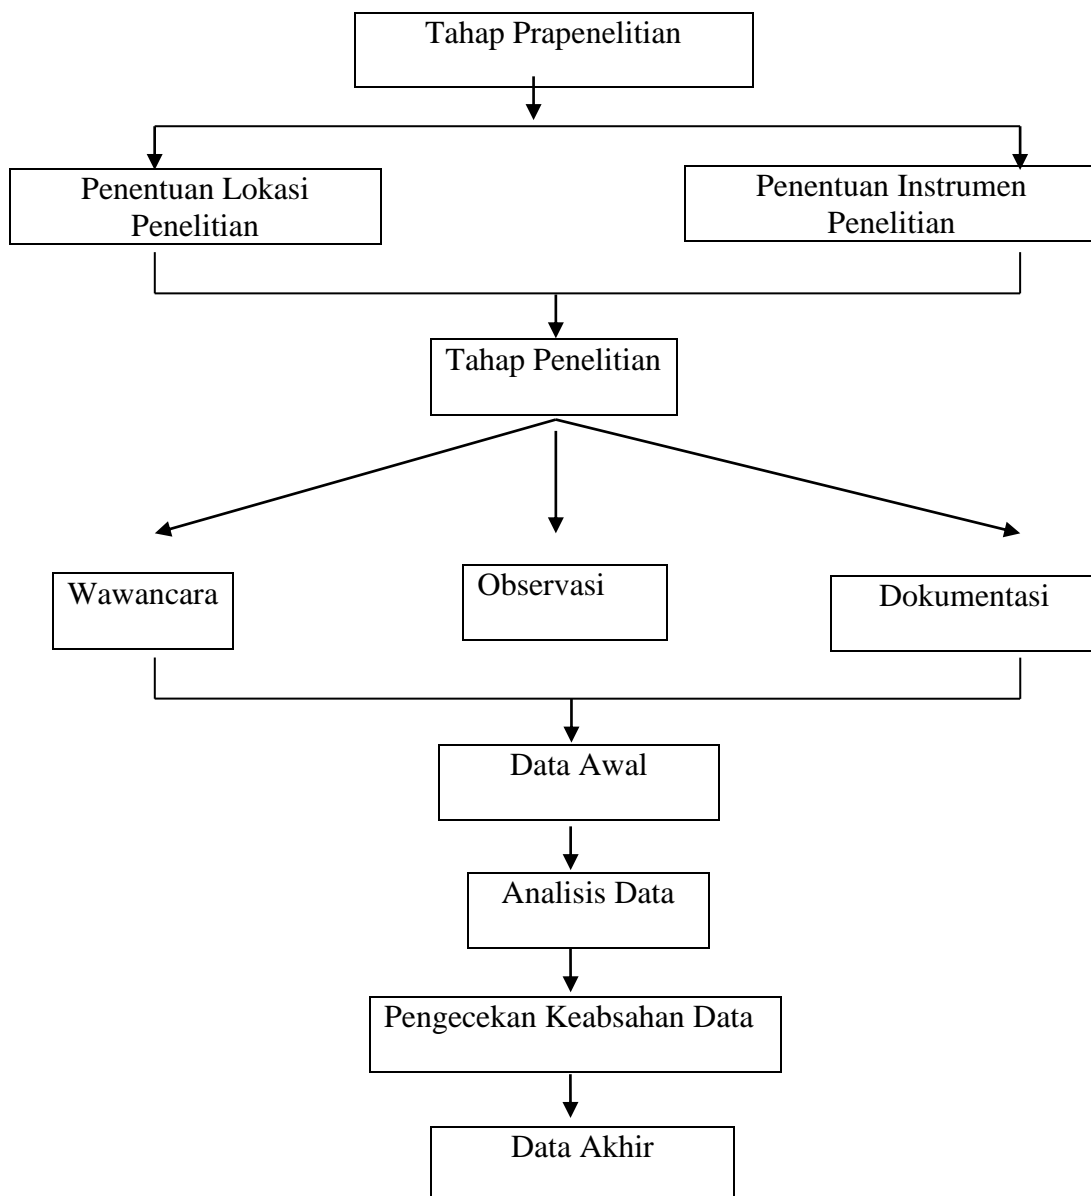 Tahap Prapenelitian
Penentuan Lokasi
Penelitian
Penentuan Instrumen
Penelitian
Tahap Penelitian
Wawancara
Observasi
Dokumentasi
Data Awal
Analisis Data
Pengecekan Keabsahan Data
Data Akhir